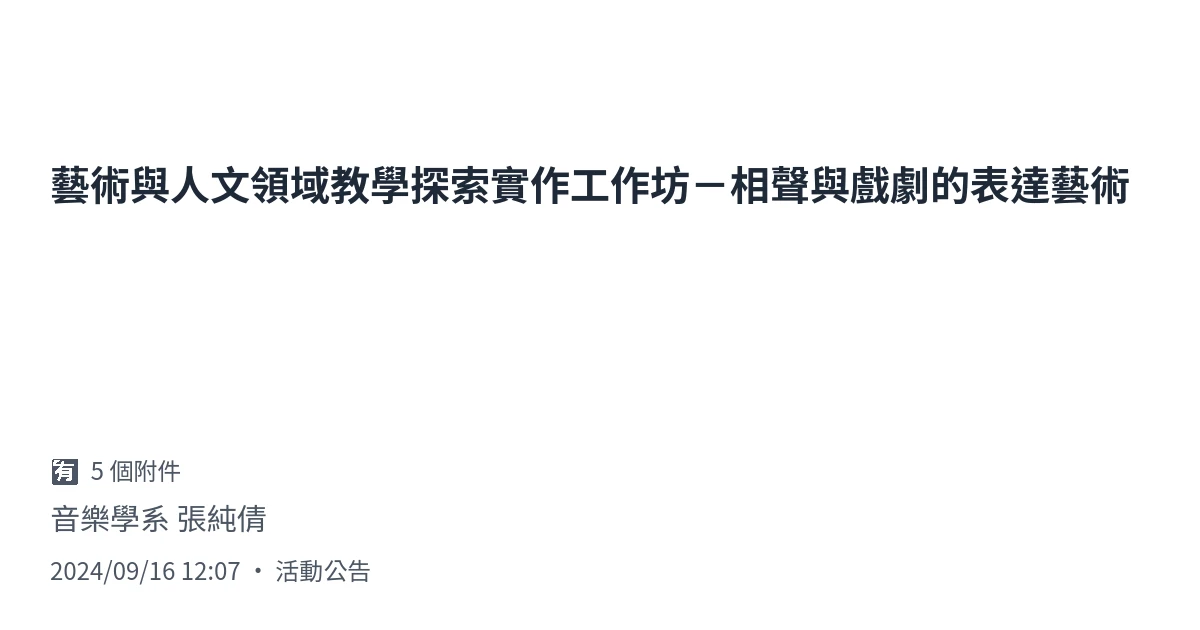 藝術與人文領域教學探索實作工作坊－相聲與戲劇的表達藝術
🈶 5 個附件
音樂學系 張純倩
2024/09/16 12:07 ・ 活動公告